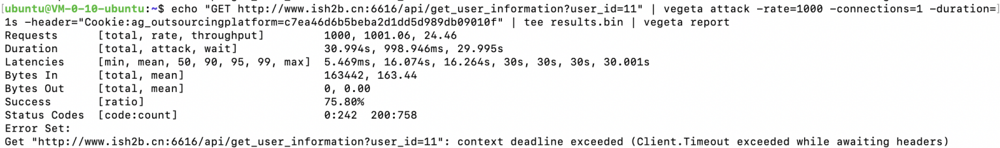 [ubuntu@VM-0-10-ubuntu:~$ echo "GET http://www.ish2b.cn:6616/api/get_user_information?user_id=11" | vegeta attack -rate=1000 -connections=1 -duration=]
1s -header="Cookie:ag_outsourcingplatform=c7ea46d6b5beba2d1dd5d989db09010f" | tee results.bin | vegeta report
Requests      [total, rate, throughput]         1000, 1001.06, 24.46
Duration      [total, attack, wait]             30.994s, 998.946ms, 29.995s
Latencies     [min, mean, 50, 90, 95, 99, max]  5.469ms, 16.074s, 16.264s, 30s, 30s, 30s, 30.001s
Bytes In      [total, mean]                     163442, 163.44
Bytes Out     [total, mean]                     0, 0.00
Success       [ratio]                           75.80%
Status Codes  [code:count]                      0:242  200:758
Error Set:
Get "http://www.ish2b.cn:6616/api/get_user_information?user_id=11": context deadline exceeded (Client.Timeout exceeded while awaiting headers)